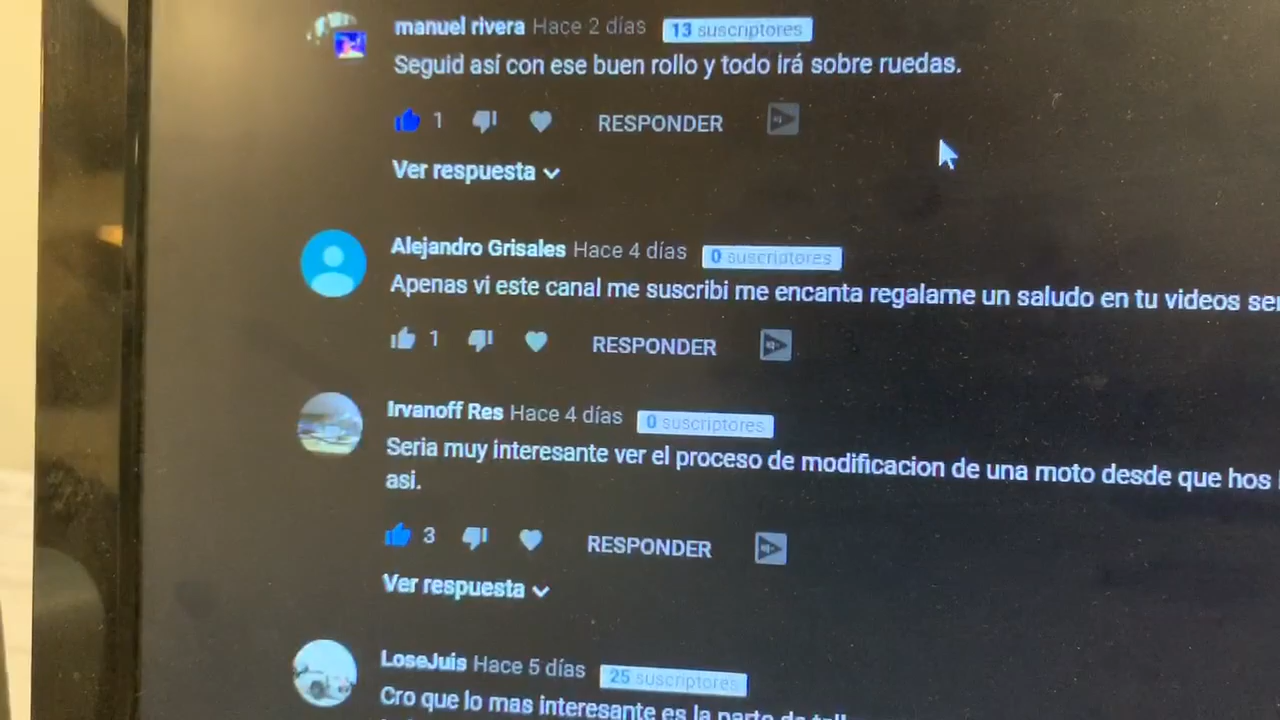 manuel rivera Hace 2 días 13 suscriptores
Seguid así con ese buen rollo y todo irá sobre ruedas.
1 RESPONDER
Ver respuesta
Alejandro Grisales Hace 4 días 0 suscriptores
Apenas vi este canal me suscribi me encanta regalame un saludo en tu videos
1 RESPONDER
Irvanoff Res Hace 4 días 0 suscriptores
Seria muy interesante ver el proceso de modificacion de una moto desde que hos
asi.
3 RESPONDER
Ver respuesta
LoseJuis Hace 5 días 25 suscriptores
Cro que lo mas interesante es la parte de